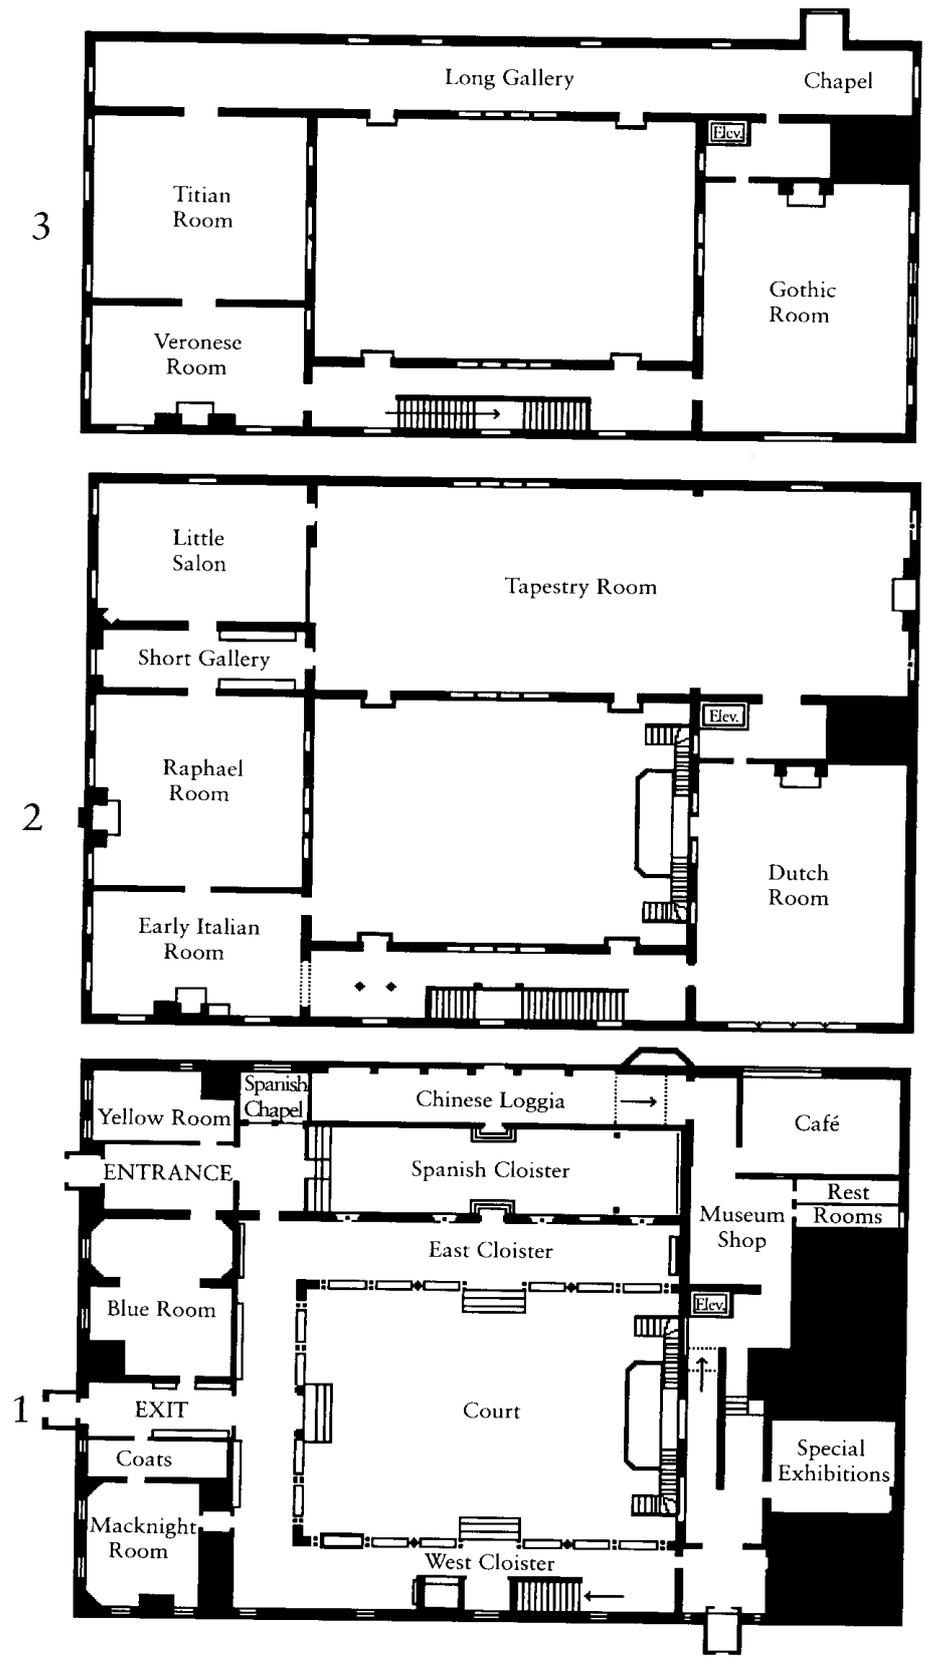 Long Gallery
Chapel
Elev.
Titian
Room
3
Gothic
Room
Veronese
Room
Little
Salon
Tapestry Room
Short Gallery
Elev.
Raphael
Room
2
Dutch
Room
Early Italian
Room
Spanish
Chapel
Chinese Loggia
Yellow Room
Café
ENTRANCE
Spanish Cloister
Rest
Rooms
Museum
Shop
East Cloister
Blue Room
Elev.
1
EXIT
Court
Coats
Special
Exhibitions
Macknight
Room
West Cloister